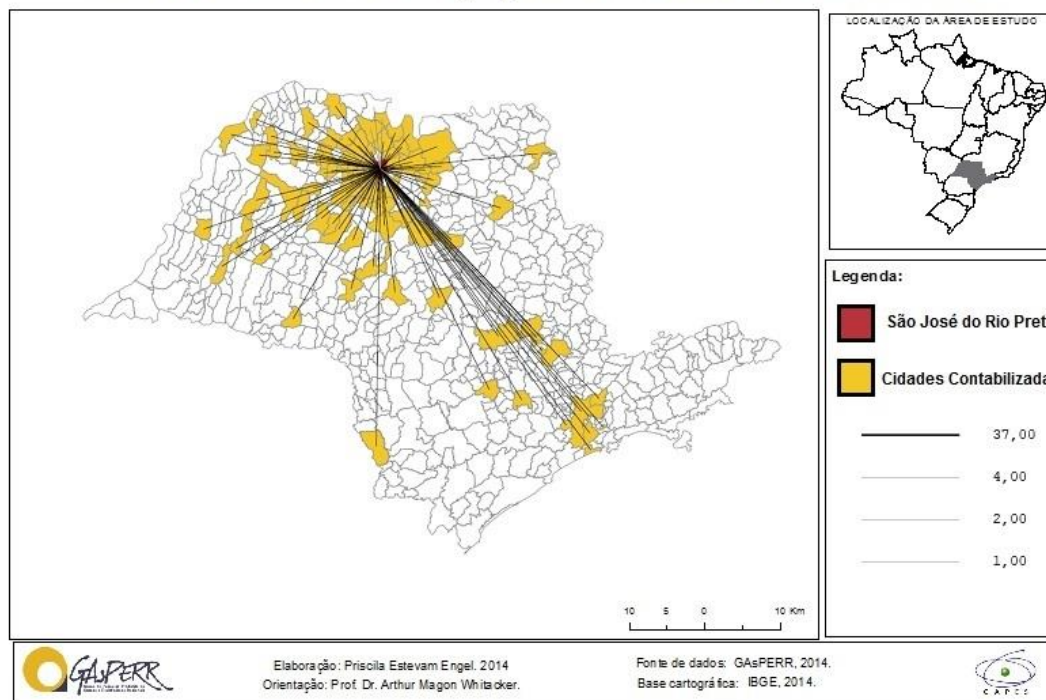 LOCALIZAÇÃO DA ÁREA DE ESTUDO
Legenda:
São José do Rio Pret
Cidades Contabilizada
37,00
4,00
2,00
1,00
10 5 0 10 Km
GAsPERR
Elaboração: Priscila Estevam Engel. 2014
Orientação: Prof. Dr. Arthur Magon Whitacker.
Fonte de dados: GAsPERR, 2014.
Base cartográfica: IBGE, 2014.
CAPES